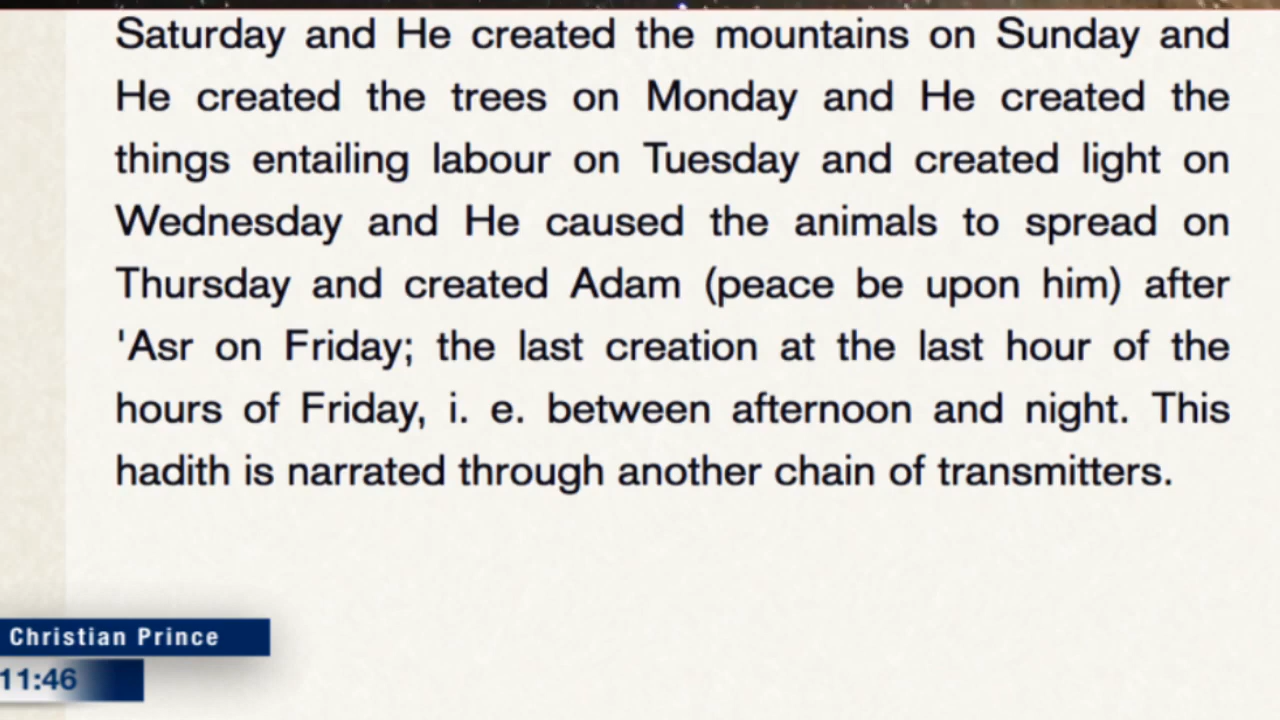 Saturday and He created the mountains on Sunday and
He created the trees on Monday and He created the
things entailing labour on Tuesday and created light on
Wednesday and He caused the animals to spread on
Thursday and created Adam (peace be upon him) after
'Asr on Friday; the last creation at the last hour of the
hours of Friday, i. e. between afternoon and night. This
hadith is narrated through another chain of transmitters.
Christian Prince
11:46